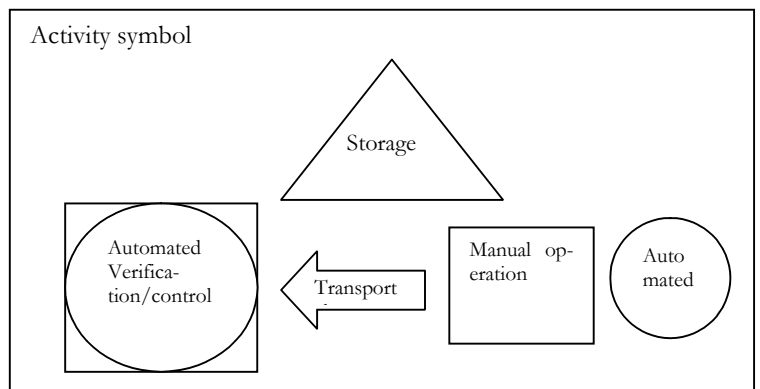 Activity symbol
Storage
Automated
Verifica-
tion/control
Transport
Manual op-
eration
Auto
mated